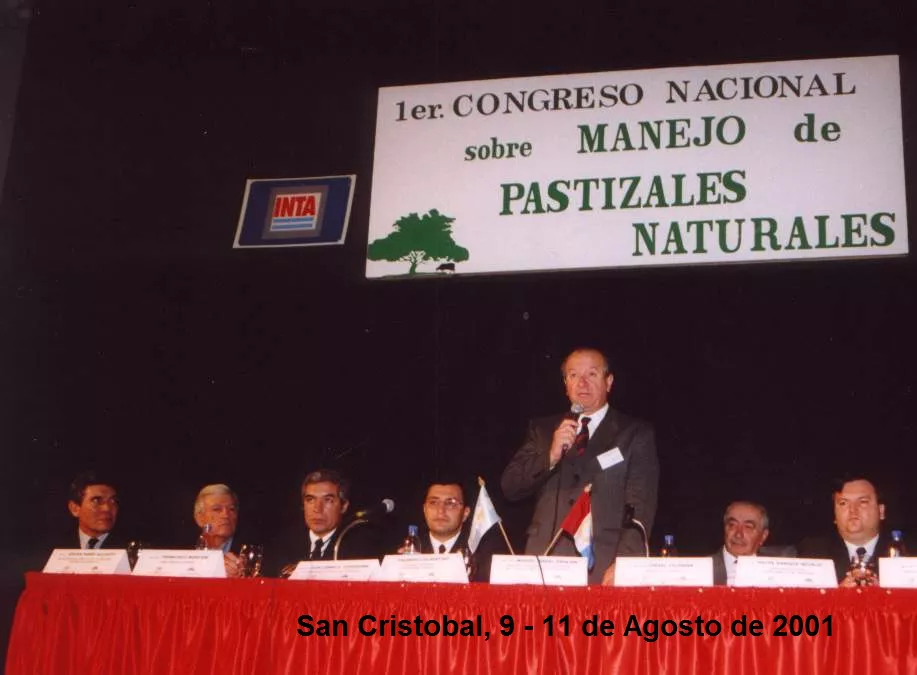 1er. CONGRESO NACIONAL
sobre MANEJO de
PASTIZALES
NATURALES
INTA
San Cristobal, 9 - 11 de Agosto de 2001